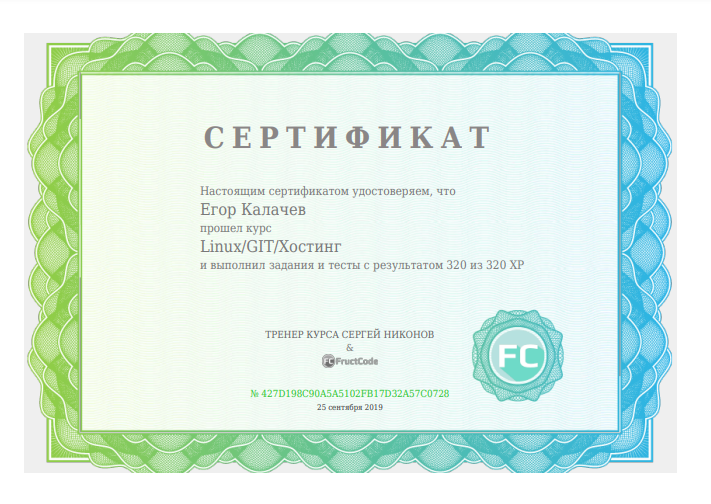 СЕРТИФИКАТ
Настоящим сертификатом удостоверяем, что
Егор Калачев
прошел курс
Linux/GIT/Хостинг
и выполнил задания и тесты с результатом 320 из 320 XP
ТРЕНЕР КУРСА СЕРГЕЙ НИКОНОВ
&
FC FructCode
FC
№ 427D198C90A5A5102FB17D32A57C0728
25 сентября 2019